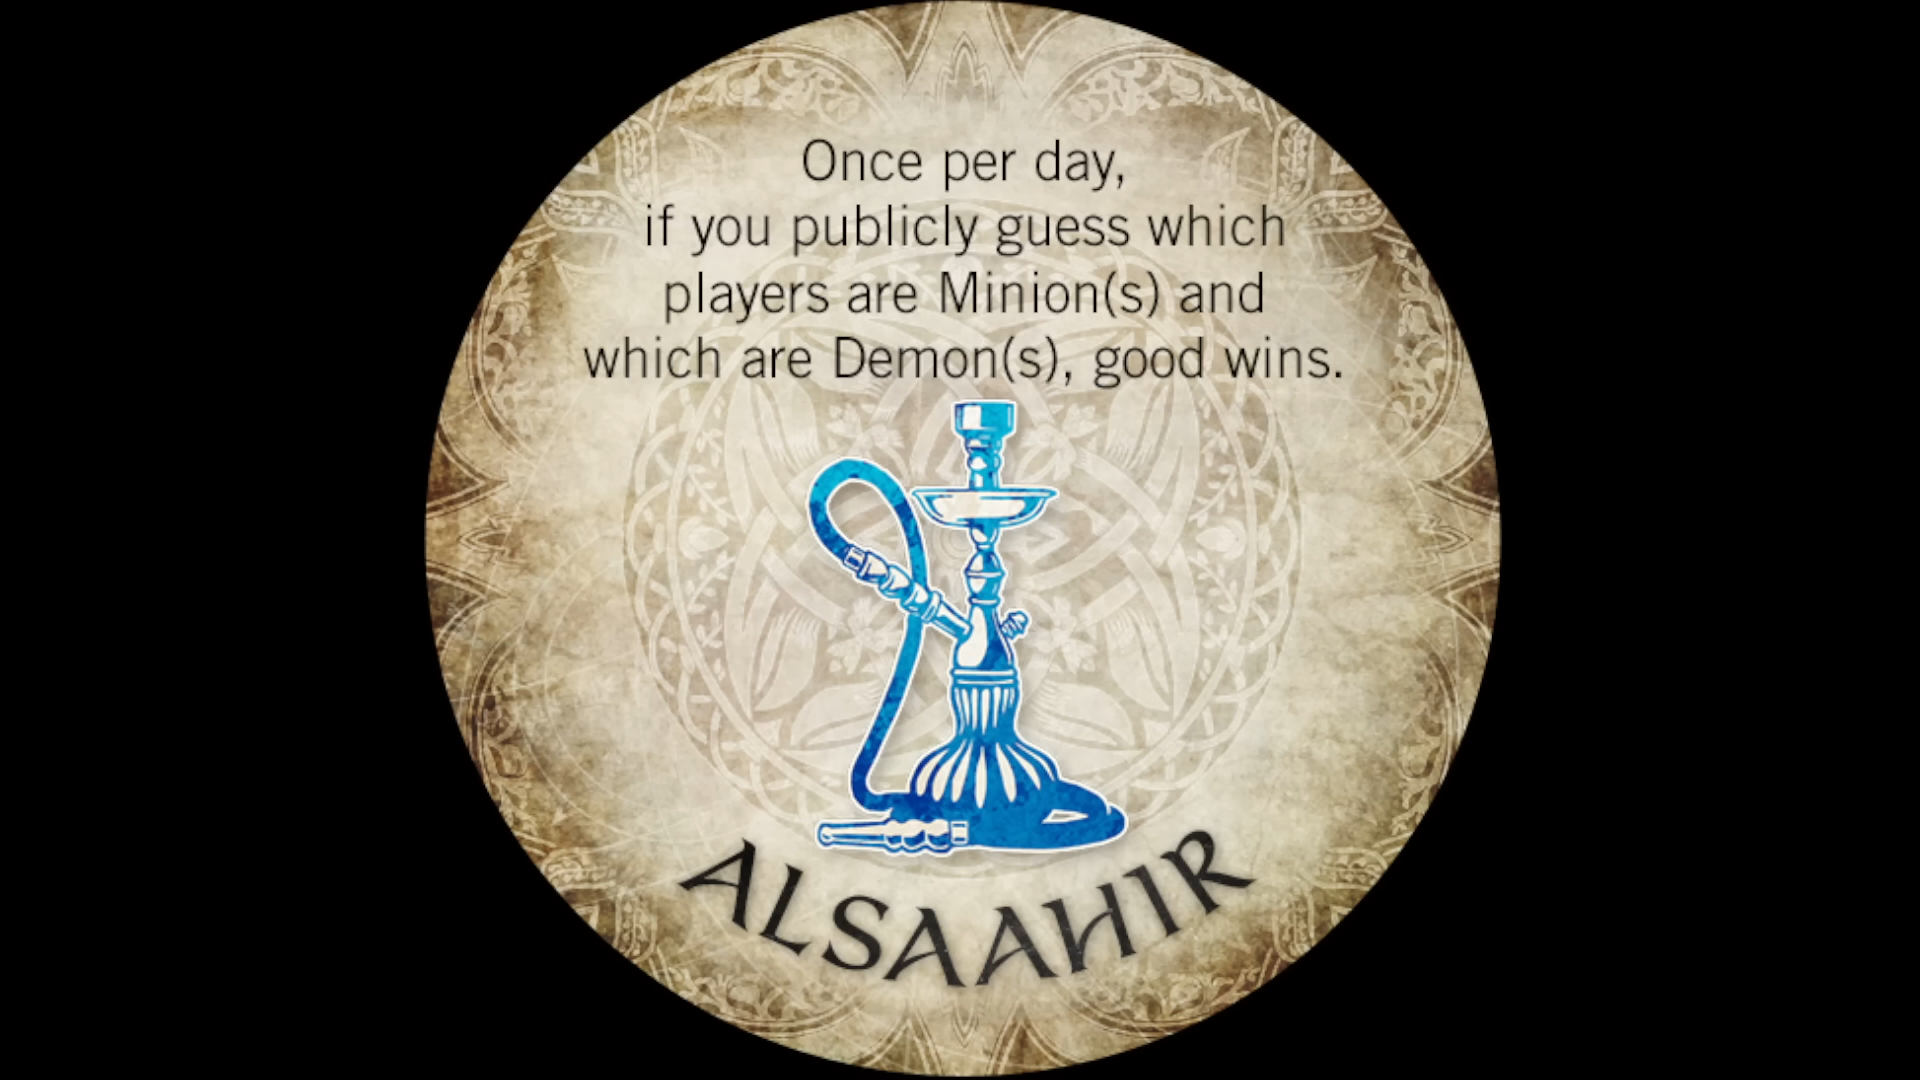 Once per day,
if you publicly guess which
players are Minion(s) and
which are Demon(s), good wins.
ALSAAHIR